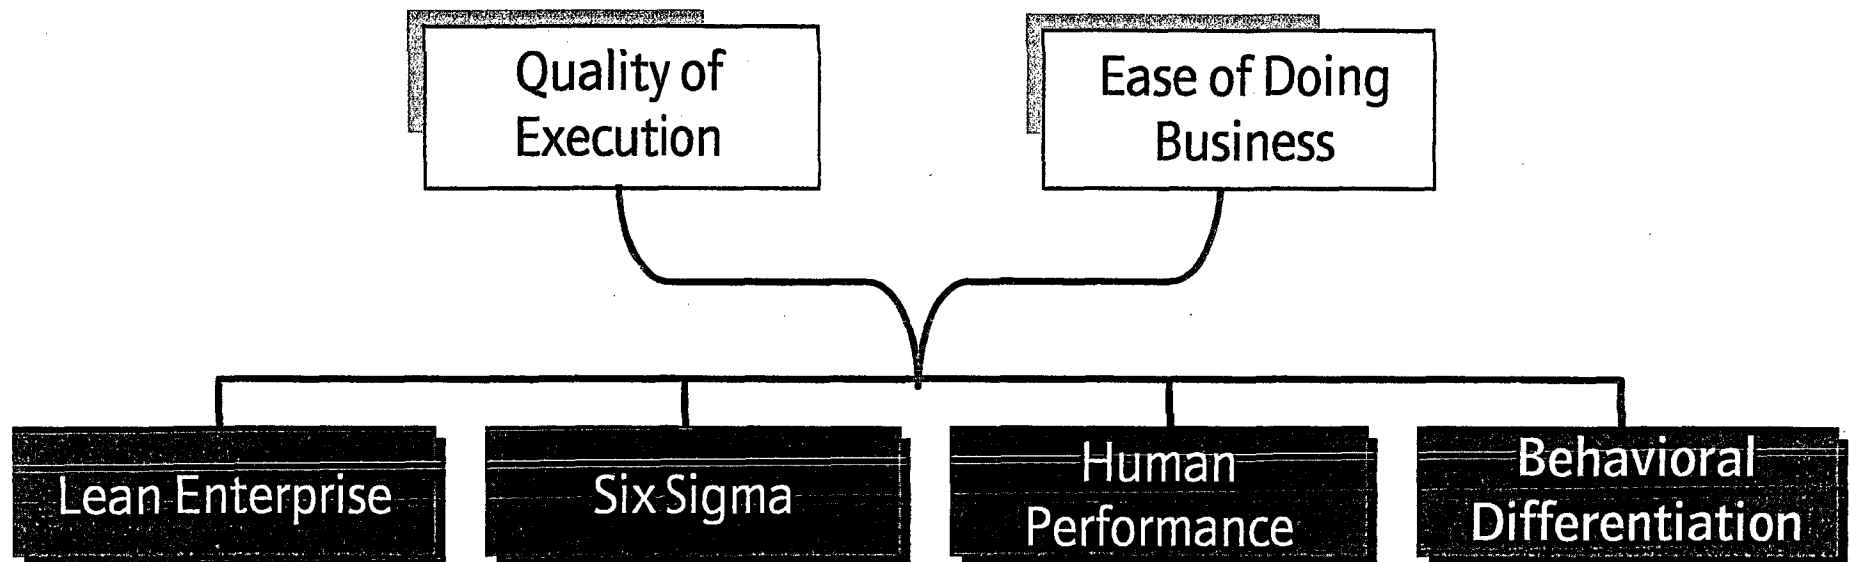 Quality of
Execution
Ease of Doing
Business
Lean Enterprise
Six Sigma
Human
Performance
Behavioral
Differentiation